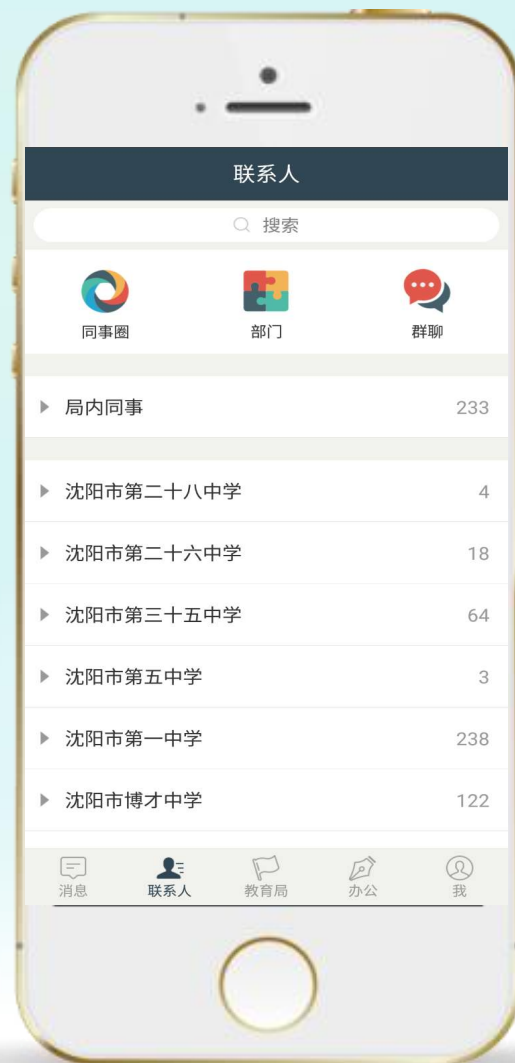 联系人
搜索
同事圈 部门 群聊
局内同事 233
沈阳市第二十八中学 4
沈阳市第二十六中学 18
沈阳市第三十五中学 64
沈阳市第五中学 3
沈阳市第一中学 238
沈阳市博才中学 122
消息 联系人 教育局 办公 我